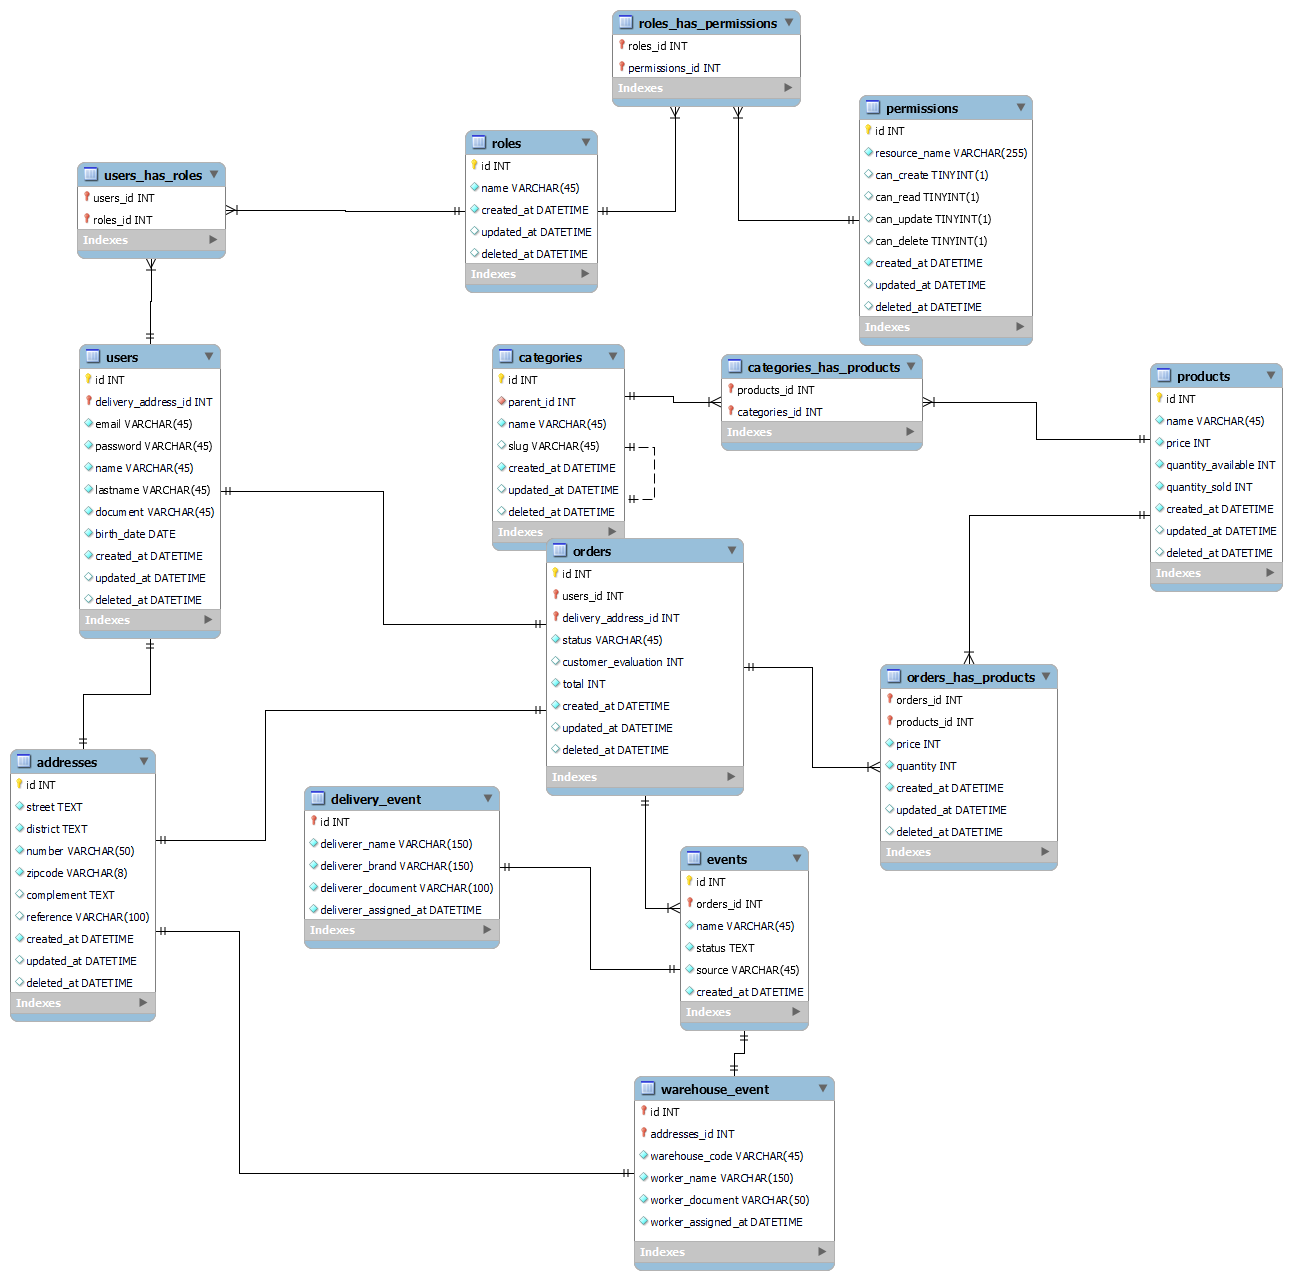 roles_has_permissions
roles_id INT
permissions_id INT
Indexes
permissions
id INT
resource_name VARCHAR(255)
can_create TINYINT(1)
can_read TINYINT(1)
can_update TINYINT(1)
can_delete TINYINT(1)
created_at DATETIME
updated_at DATETIME
deleted_at DATETIME
Indexes
roles
id INT
name VARCHAR(45)
created_at DATETIME
updated_at DATETIME
deleted_at DATETIME
Indexes
users_has_roles
users_id INT
roles_id INT
Indexes
users
id INT
delivery_address_id INT
email VARCHAR(45)
password VARCHAR(45)
name VARCHAR(45)
lastname VARCHAR(45)
document VARCHAR(45)
birth_date DATE
created_at DATETIME
updated_at DATETIME
deleted_at DATETIME
Indexes
categories
id INT
parent_id INT
name VARCHAR(45)
slug VARCHAR(45)
created_at DATETIME
updated_at DATETIME
deleted_at DATETIME
Indexes
categories_has_products
products_id INT
categories_id INT
Indexes
products
id INT
name VARCHAR(45)
price INT
quantity_available INT
quantity_sold INT
created_at DATETIME
updated_at DATETIME
deleted_at DATETIME
Indexes
orders
id INT
users_id INT
delivery_address_id INT
status VARCHAR(45)
customer_evaluation INT
total INT
created_at DATETIME
updated_at DATETIME
deleted_at DATETIME
Indexes
orders_has_products
orders_id INT
products_id INT
price INT
quantity INT
created_at DATETIME
updated_at DATETIME
deleted_at DATETIME
Indexes
addresses
id INT
street TEXT
district TEXT
number VARCHAR(50)
zipcode VARCHAR(8)
complement TEXT
reference VARCHAR(100)
created_at DATETIME
updated_at DATETIME
deleted_at DATETIME
Indexes
delivery_event
id INT
deliverer_name VARCHAR(150)
deliverer_brand VARCHAR(150)
deliverer_document VARCHAR(100)
deliverer_assigned_at DATETIME
Indexes
events
id INT
orders_id INT
name VARCHAR(45)
status TEXT
source VARCHAR(45)
created_at DATETIME
Indexes
warehouse_event
id INT
addresses_id INT
warehouse_code VARCHAR(45)
worker_name VARCHAR(150)
worker_document VARCHAR(50)
worker_assigned_at DATETIME
Indexes